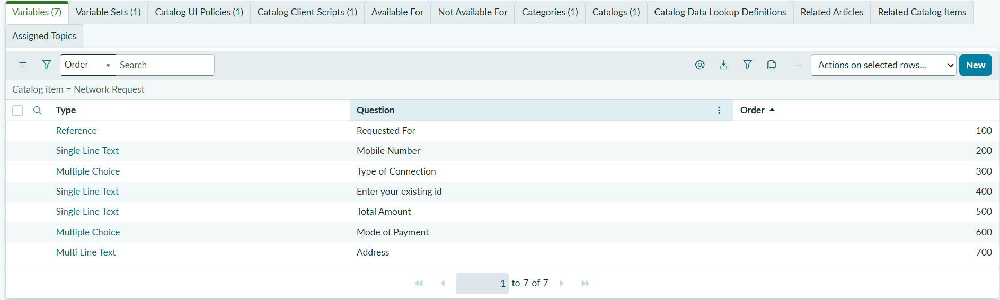 Variables (7) Variable Sets (1) Catalog UI Policies (1) Catalog Client Scripts (1) Available For Not Available For Categories (1) Catalogs (1) Catalog Data Lookup Definitions Related Articles Related Catalog Items
Assigned Topics
Order Search Actions on selected rows... New
Catalog item = Network Request
Type Question Order
Reference Requested For 100
Single Line Text Mobile Number 200
Multiple Choice Type of Connection 300
Single Line Text Enter your existing id 400
Single Line Text Total Amount 500
Multiple Choice Mode of Payment 600
Multi Line Text Address 700
1 to 7 of 7